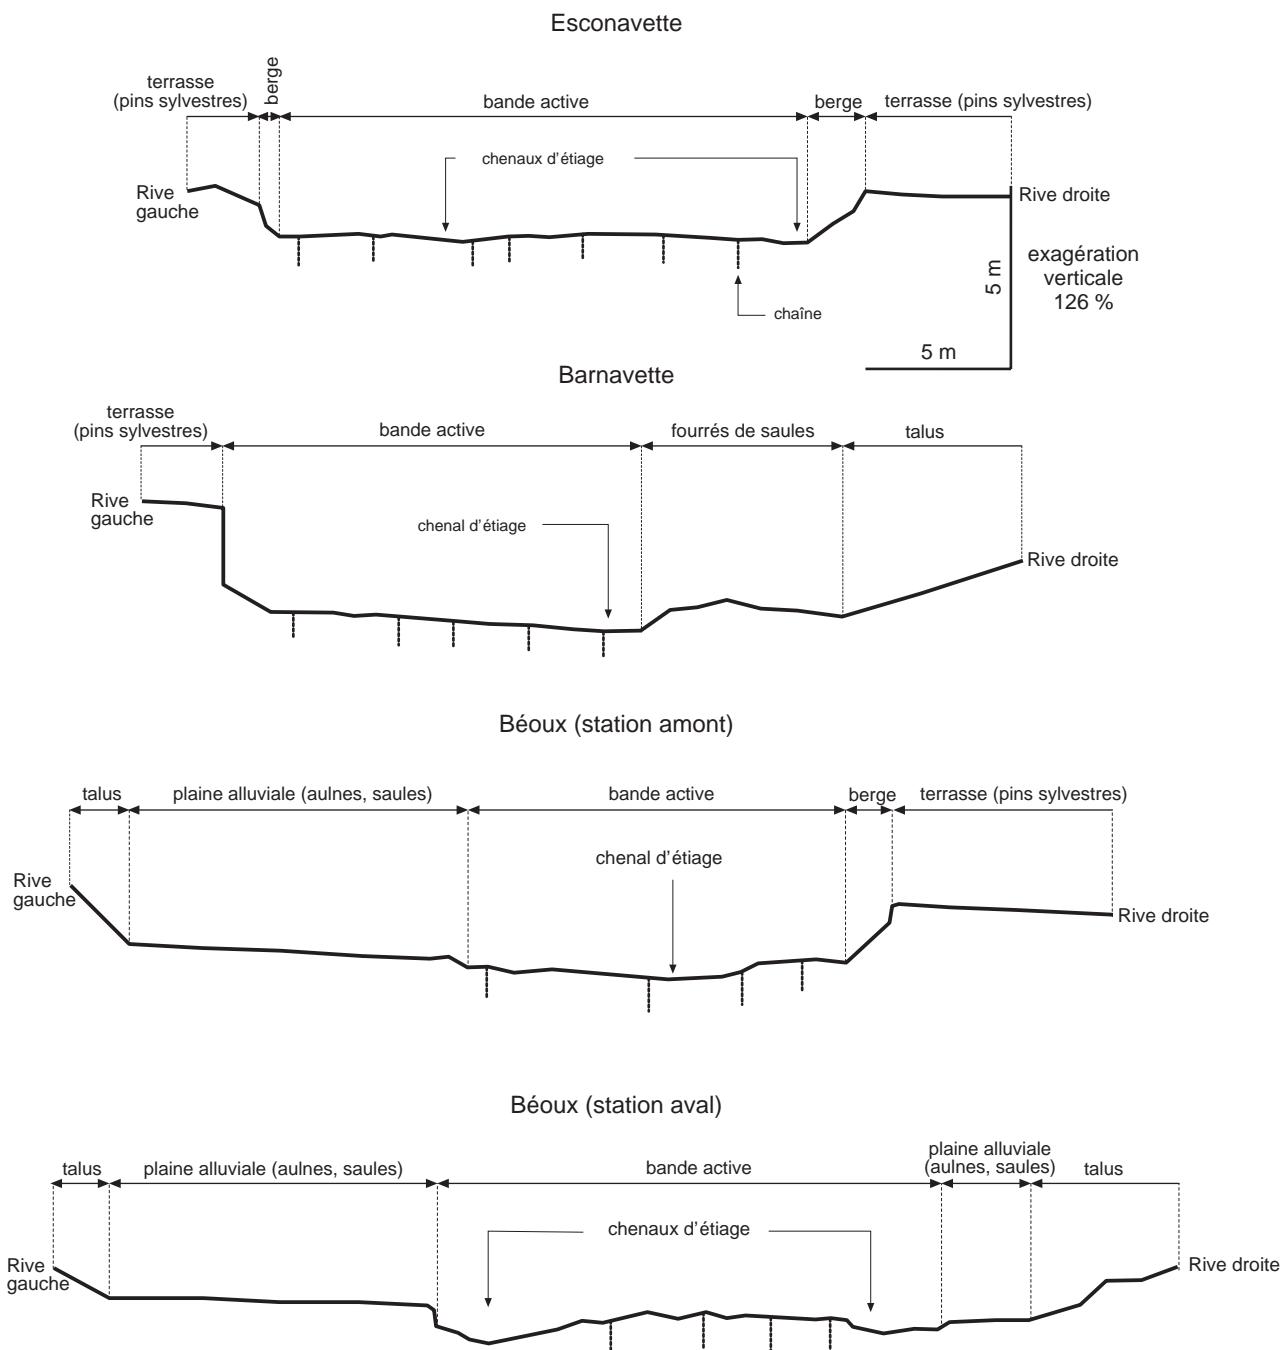 Esconavette
terrasse
(pins sylvestres)
berge
bande active
berge
terrasse (pins sylvestres)
chenaux d'étiage
Rive
gauche
Rive droite
5 m
exagération
verticale
126 %
chaîne
5 m
Barnavette
terrasse
(pins sylvestres)
bande active
fourrés de saules
talus
Rive
gauche
chenal d'étiage
Rive droite
Béoux (station amont)
talus
plaine alluviale (aulnes, saules)
bande active
berge
terrasse (pins sylvestres)
chenal d'étiage
Rive
gauche
Rive droite
Béoux (station aval)
talus
plaine alluviale (aulnes, saules)
bande active
plaine alluviale
(aulnes, saules)
talus
chenaux d'étiage
Rive
gauche
Rive droite